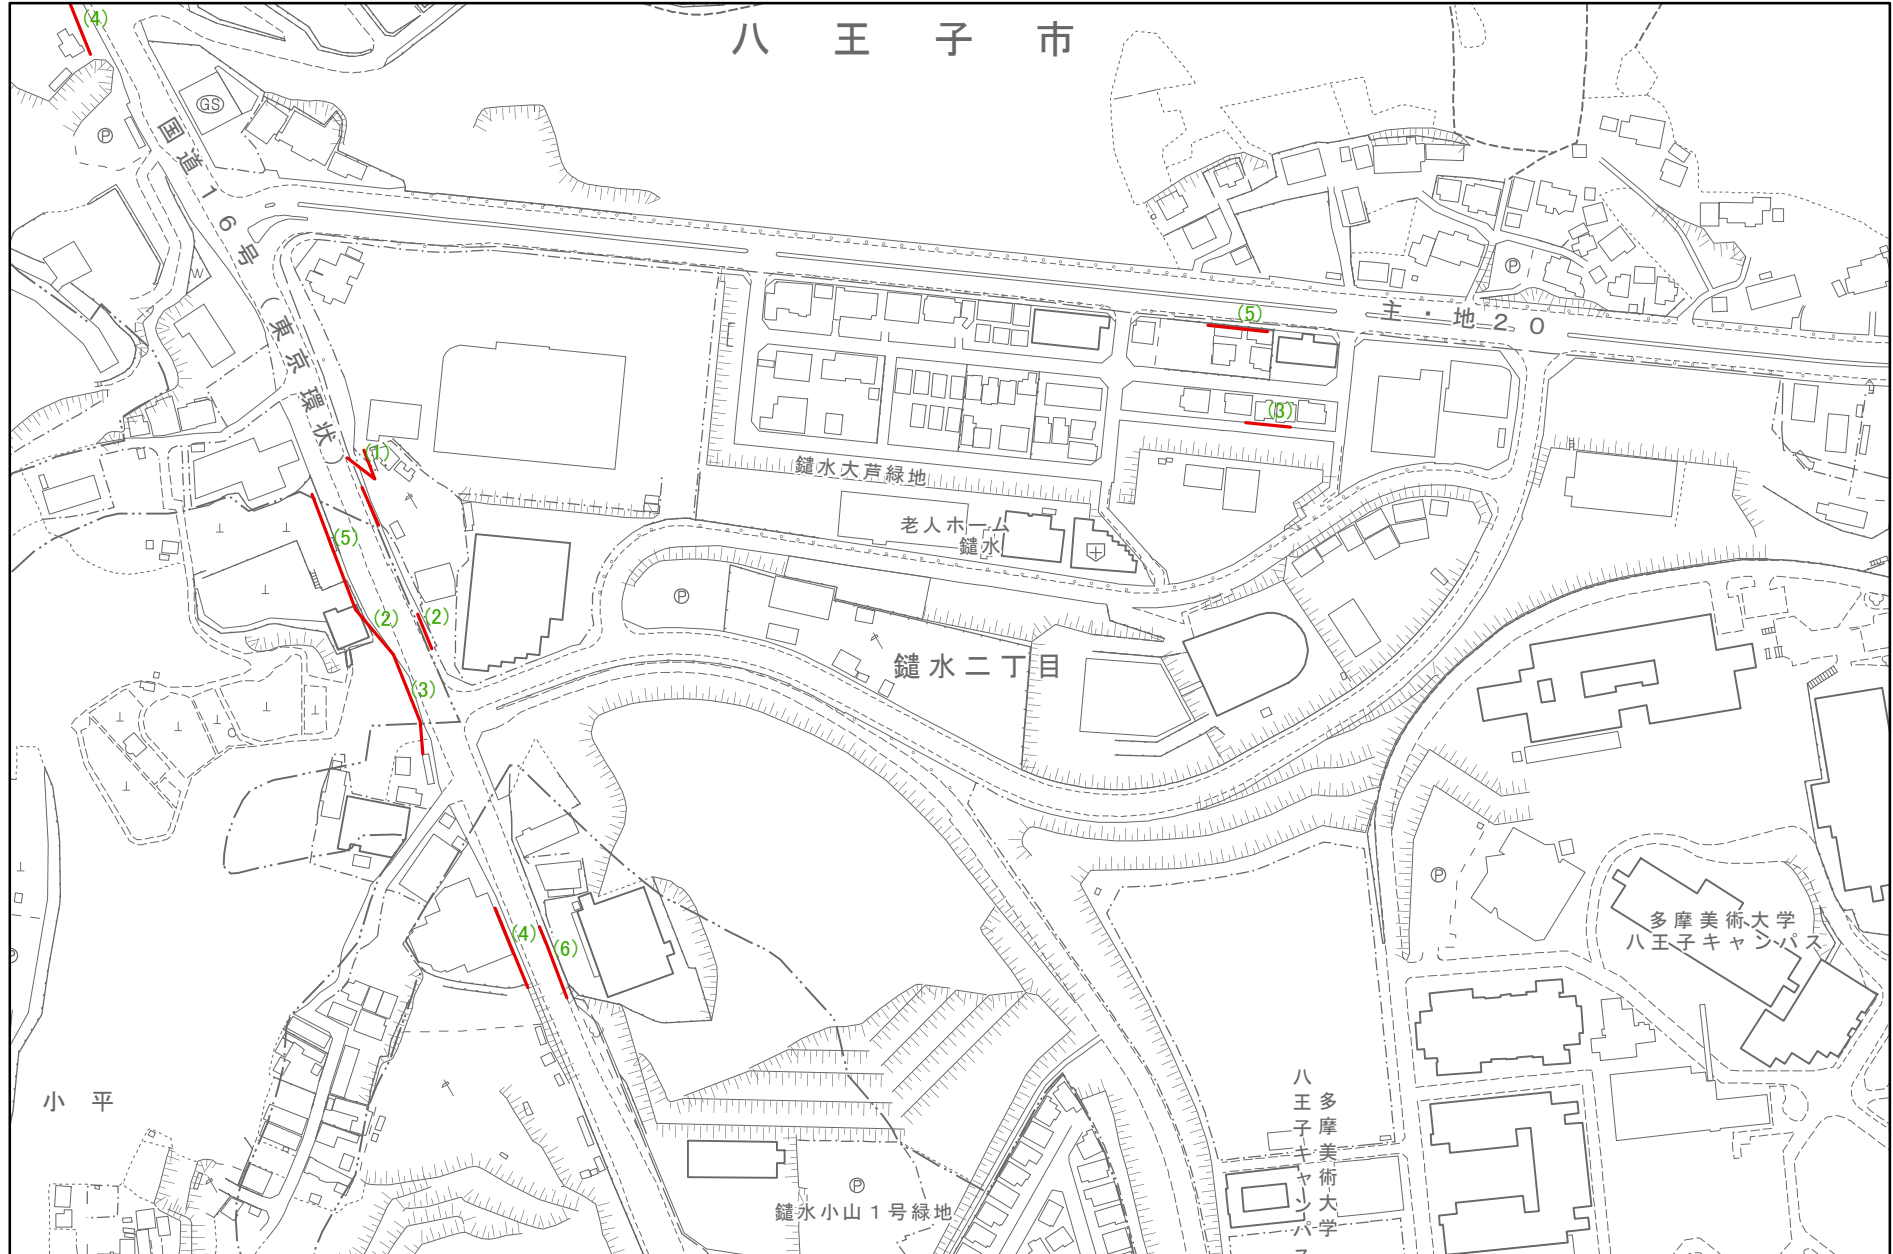 八王子市
(4)
GS
P
国道16号(東京環状)
W
主・地20
P
(5)
(3)
(1)
鑓水大芦緑地
老人ホーム
鑓水
(5)
(2)
(2)
P
鑓水二丁目
(3)
P
多摩美術大学
八王子キャンパス
(4)
(6)
P
小平
多摩美術大学
八王子キャンパス
P
鑓水小山1号緑地